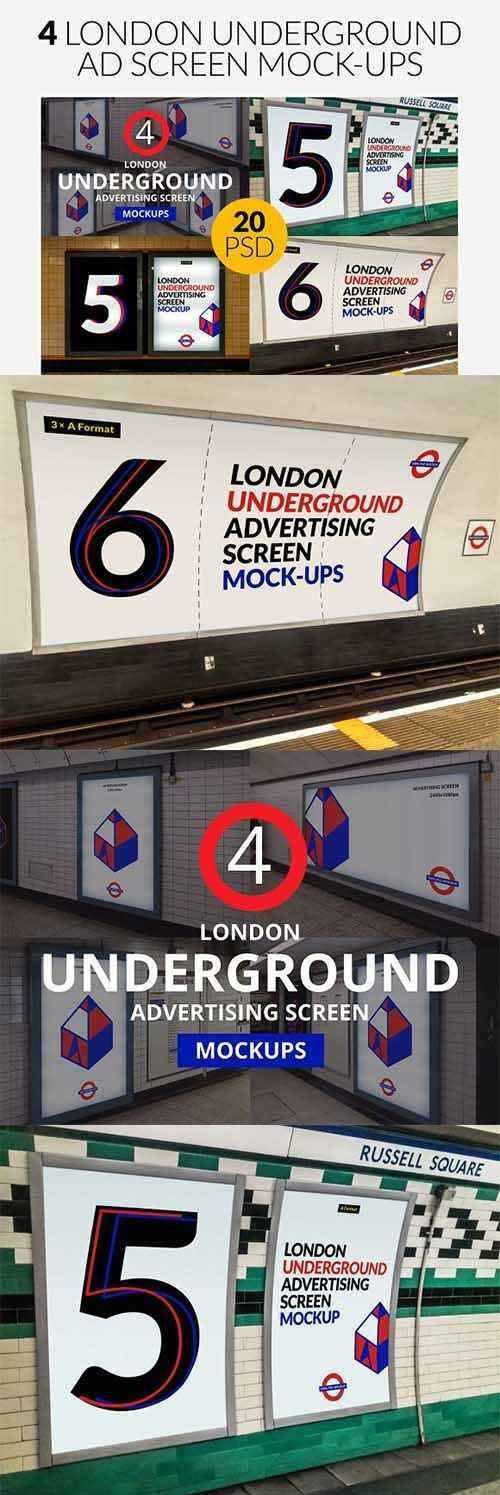 4 LONDON UNDERGROUND
AD SCREEN MOCK-UPS
4
LONDON
UNDERGROUND
ADVERTISING SCREEN
MOCKUPS
RUSSELL SQUARE
5
LONDON
UNDERGROUND
ADVERTISING
SCREEN
MOCKUP
20
PSD
5
LONDON
UNDERGROUND
ADVERTISING
SCREEN
MOCKUP
6
LONDON
UNDERGROUND
ADVERTISING
SCREEN
MOCK-UPS
3× A Format
6
LONDON
UNDERGROUND
ADVERTISING
SCREEN
MOCK-UPS
ADVERTISING SCREEN
4
LONDON
UNDERGROUND
ADVERTISING SCREEN
MOCKUPS
RUSSELL SQUARE
5
A Format
LONDON
UNDERGROUND
ADVERTISING
SCREEN
MOCKUP